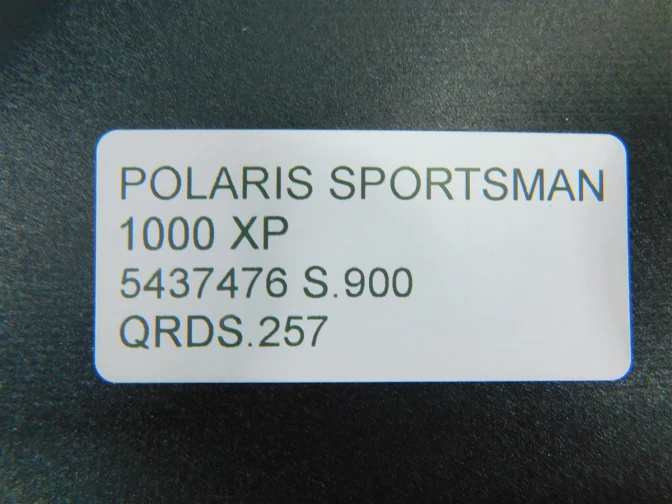 POLARIS SPORTSMAN
1000 XP
5437476 S.900
QRDS.257